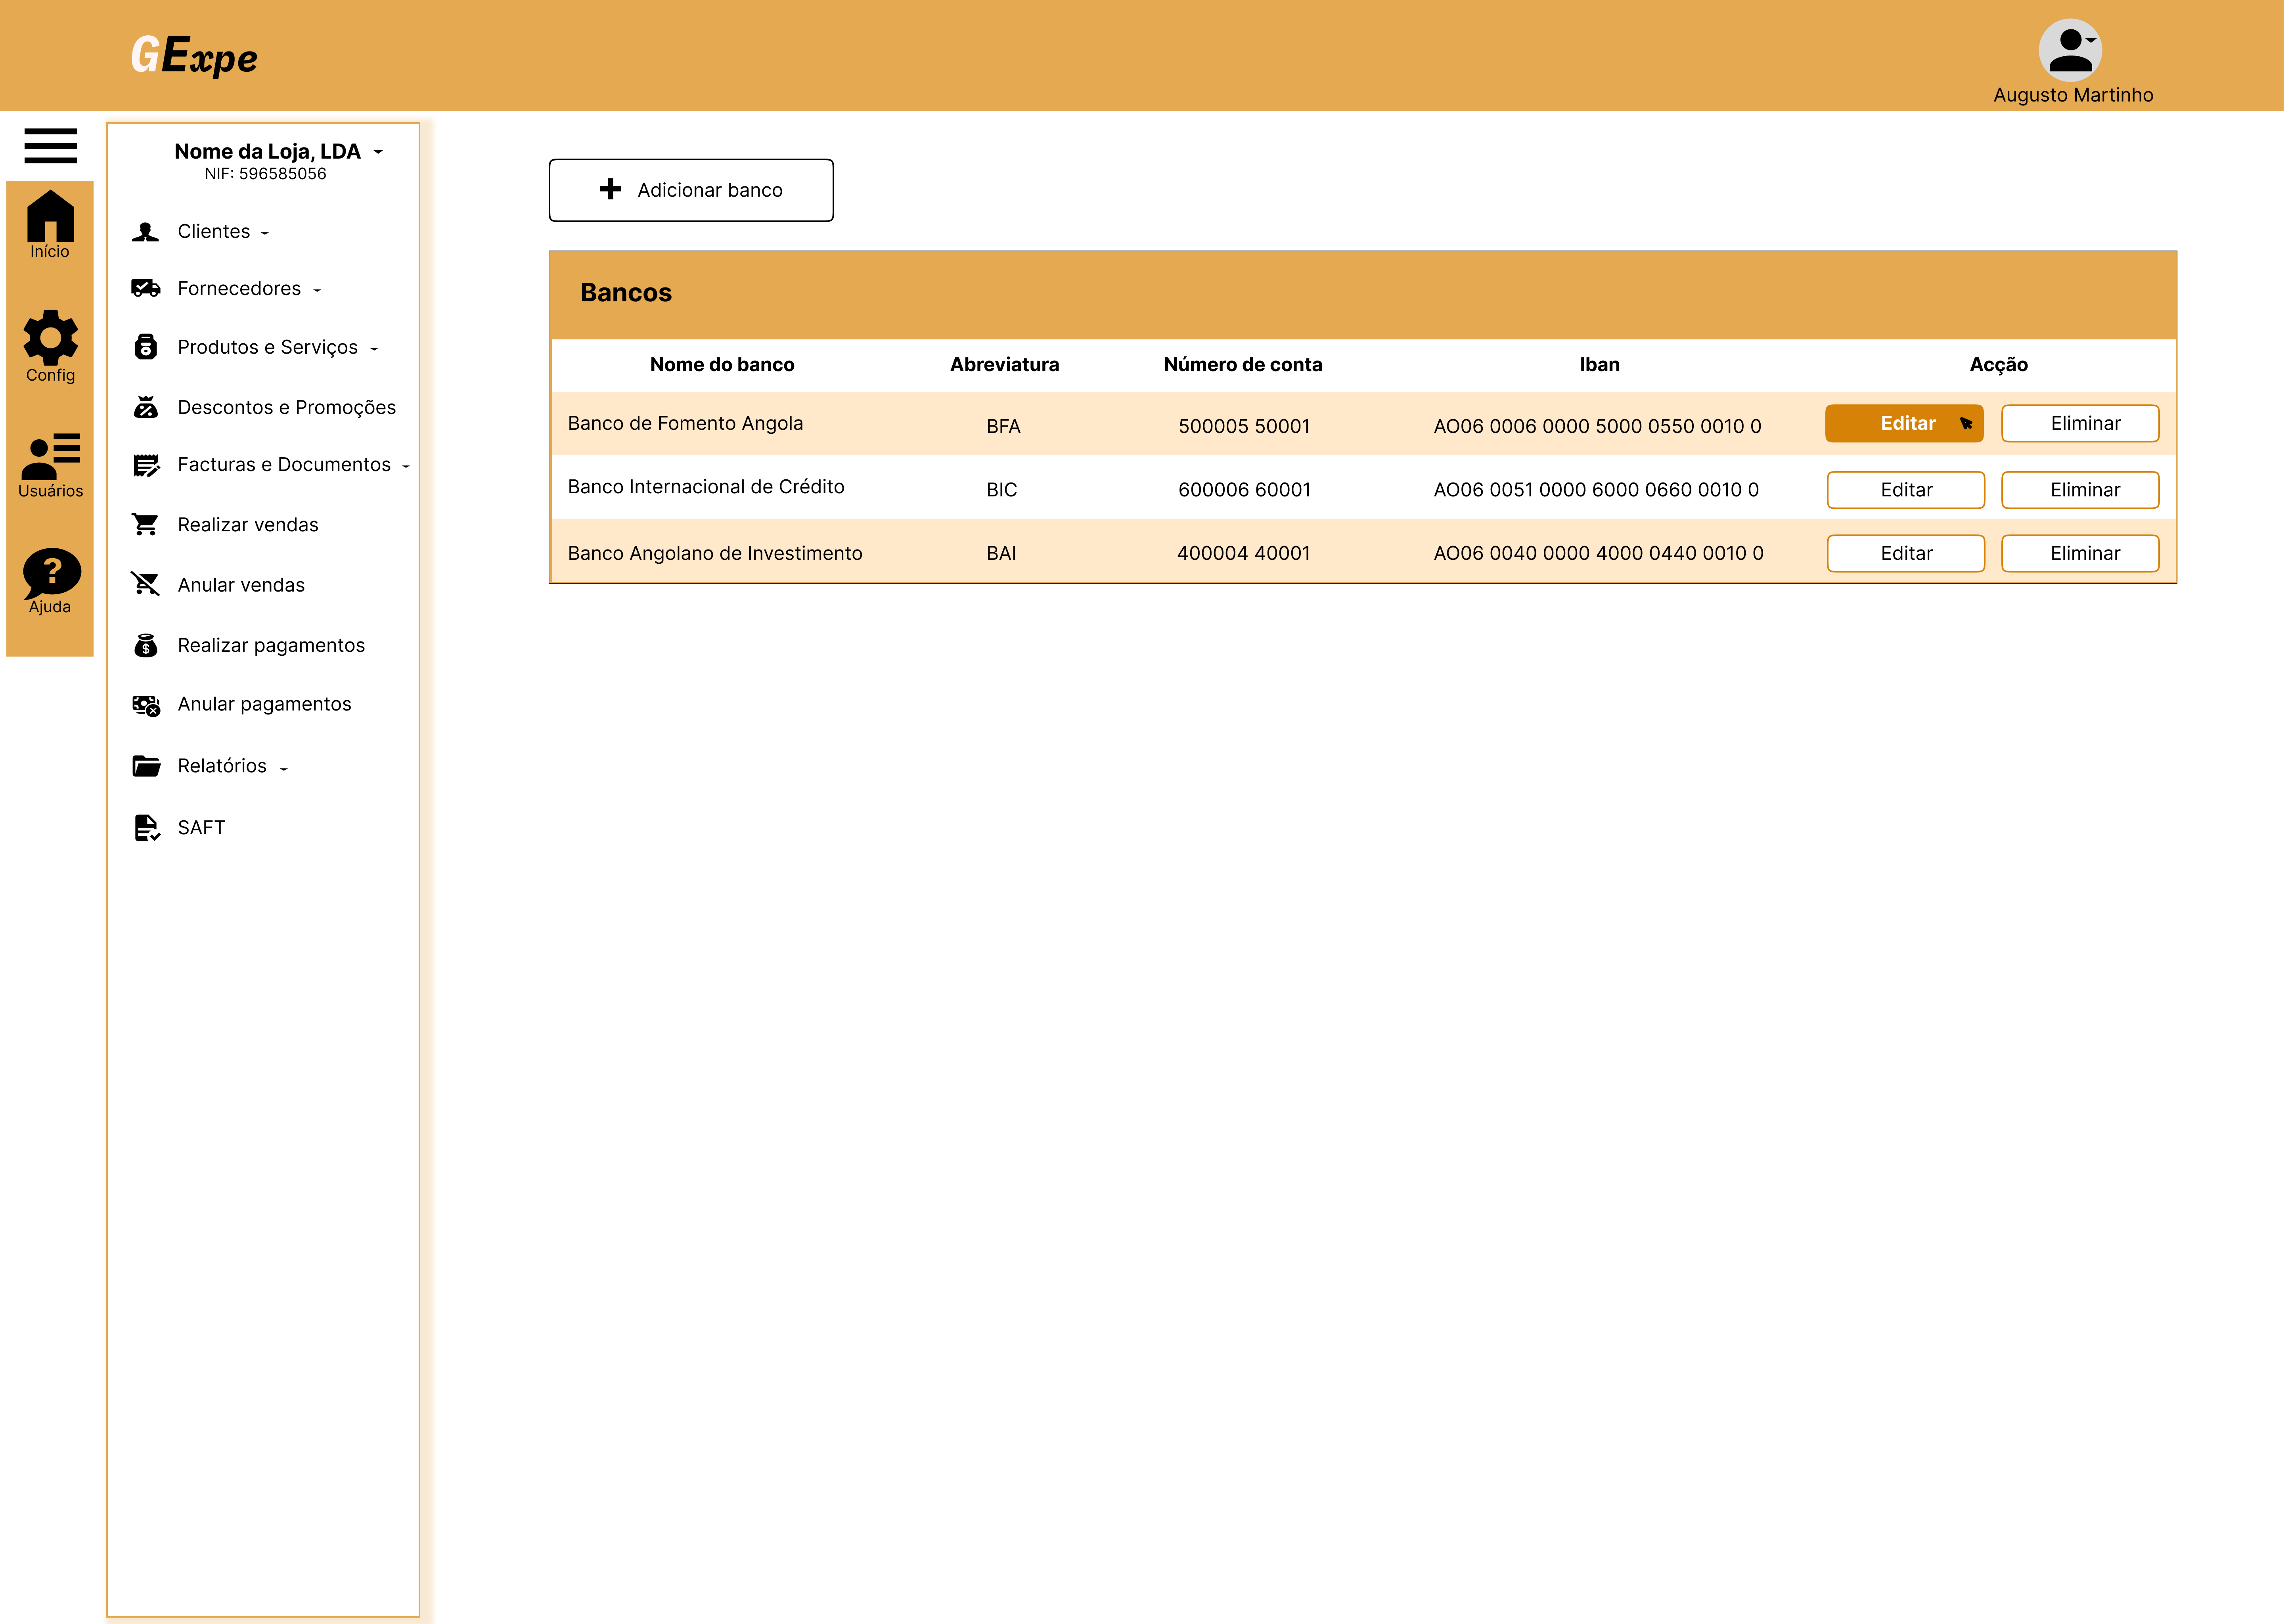 GExpe
Augusto Martinho
Início
Config
Usuários
?
Ajuda
Nome da Loja, LDA
NIF: 596585056
Clientes
Fornecedores
Produtos e Serviços
Descontos e Promoções
Facturas e Documentos
Realizar vendas
Anular vendas
Realizar pagamentos
Anular pagamentos
Relatórios
SAFT
Adicionar banco
Bancos
Nome do banco Abreviatura Número de conta Iban Acção
Banco de Fomento Angola BFA 500005 50001 AO06 0006 0000 5000 0550 0010 0 Editar Eliminar
Banco Internacional de Crédito BIC 600006 60001 AO06 0051 0000 6000 0660 0010 0 Editar Eliminar
Banco Angolano de Investimento BAI 400004 40001 AO06 0040 0000 4000 0440 0010 0 Editar Eliminar